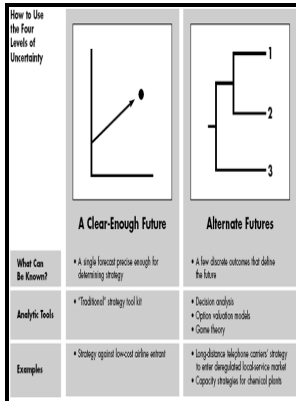 How to Use
the Four
Levels of
Uncertainty
1
2
3
A Clear-Enough Future
Alternate Futures
What Can
Be Known?
• A single forecast precise enough for
determining strategy
• A few discrete outcomes that define
the future
Analytic Tools
• "Traditional" strategy tool kit
• Decision analysis
• Option valuation models
• Game theory
Examples
• Strategy against low-cost airline entrant
• Long-distance telephone carriers' strategy
to enter deregulated local-service market
• Capacity strategies for chemical plants